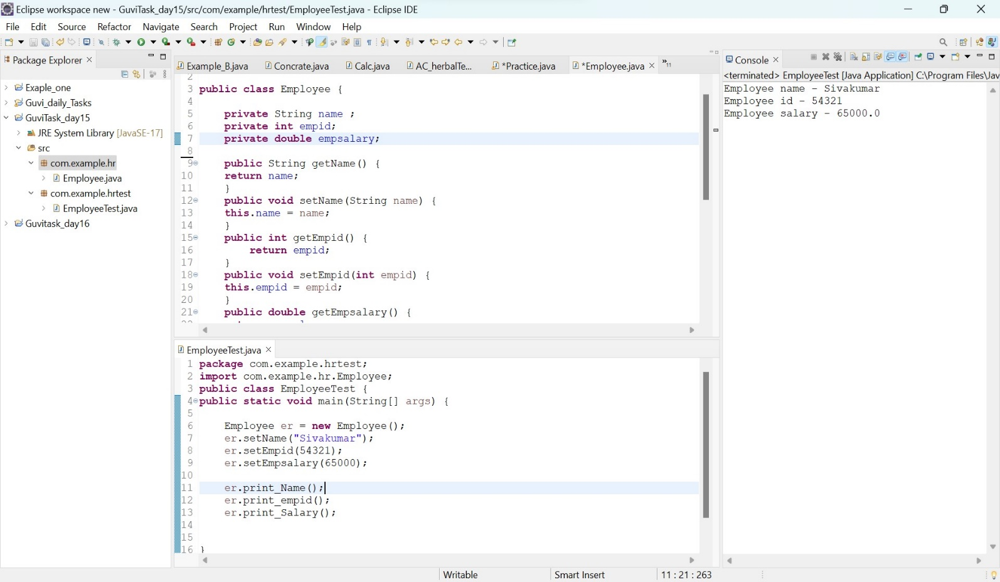 Eclipse workspace new - GuviTask_day15/src/com/example/hrtest/EmployeeTest.java - Eclipse IDE
File Edit Source Refactor Navigate Search Project Run Window Help
Package Explorer
Exaple_one
Guvi_daily_Tasks
GuviTask_day15
JRE System Library [JavaSE-17]
src
com.example.hr
Employee.java
com.example.hrtest
EmployeeTest.java
Guvitask_day16
Example_B.java Concrate.java Calc.java AC_herbalTe... *Practice.java *Employee.java »11
2
3 public class Employee {
4
5 private String name ;
6 private int empid;
7 private double empsalary;
8
9 public String getName() {
10 return name;
11 }
12 public void setName(String name) {
13 this.name = name;
14 }
15 public int getEmpid() {
16 return empid;
17 }
18 public void setEmpid(int empid) {
19 this.empid = empid;
20 }
21 public double getEmpsalary() {
EmployeeTest.java
1 package com.example.hrtest;
2 import com.example.hr.Employee;
3 public class EmployeeTest {
4 public static void main(String[] args) {
5
6 Employee er = new Employee();
7 er.setName("Sivakumar");
8 er.setEmpid(54321);
9 er.setEmpsalary(65000);
10
11 er.print_Name();
12 er.print_empid();
13 er.print_Salary();
14
15
16 }
Console
<terminated> EmployeeTest [Java Application] C:\Program Files\Jav
Employee name - Sivakumar
Employee id - 54321
Employee salary - 65000.0
Writable Smart Insert 11 : 21 : 263